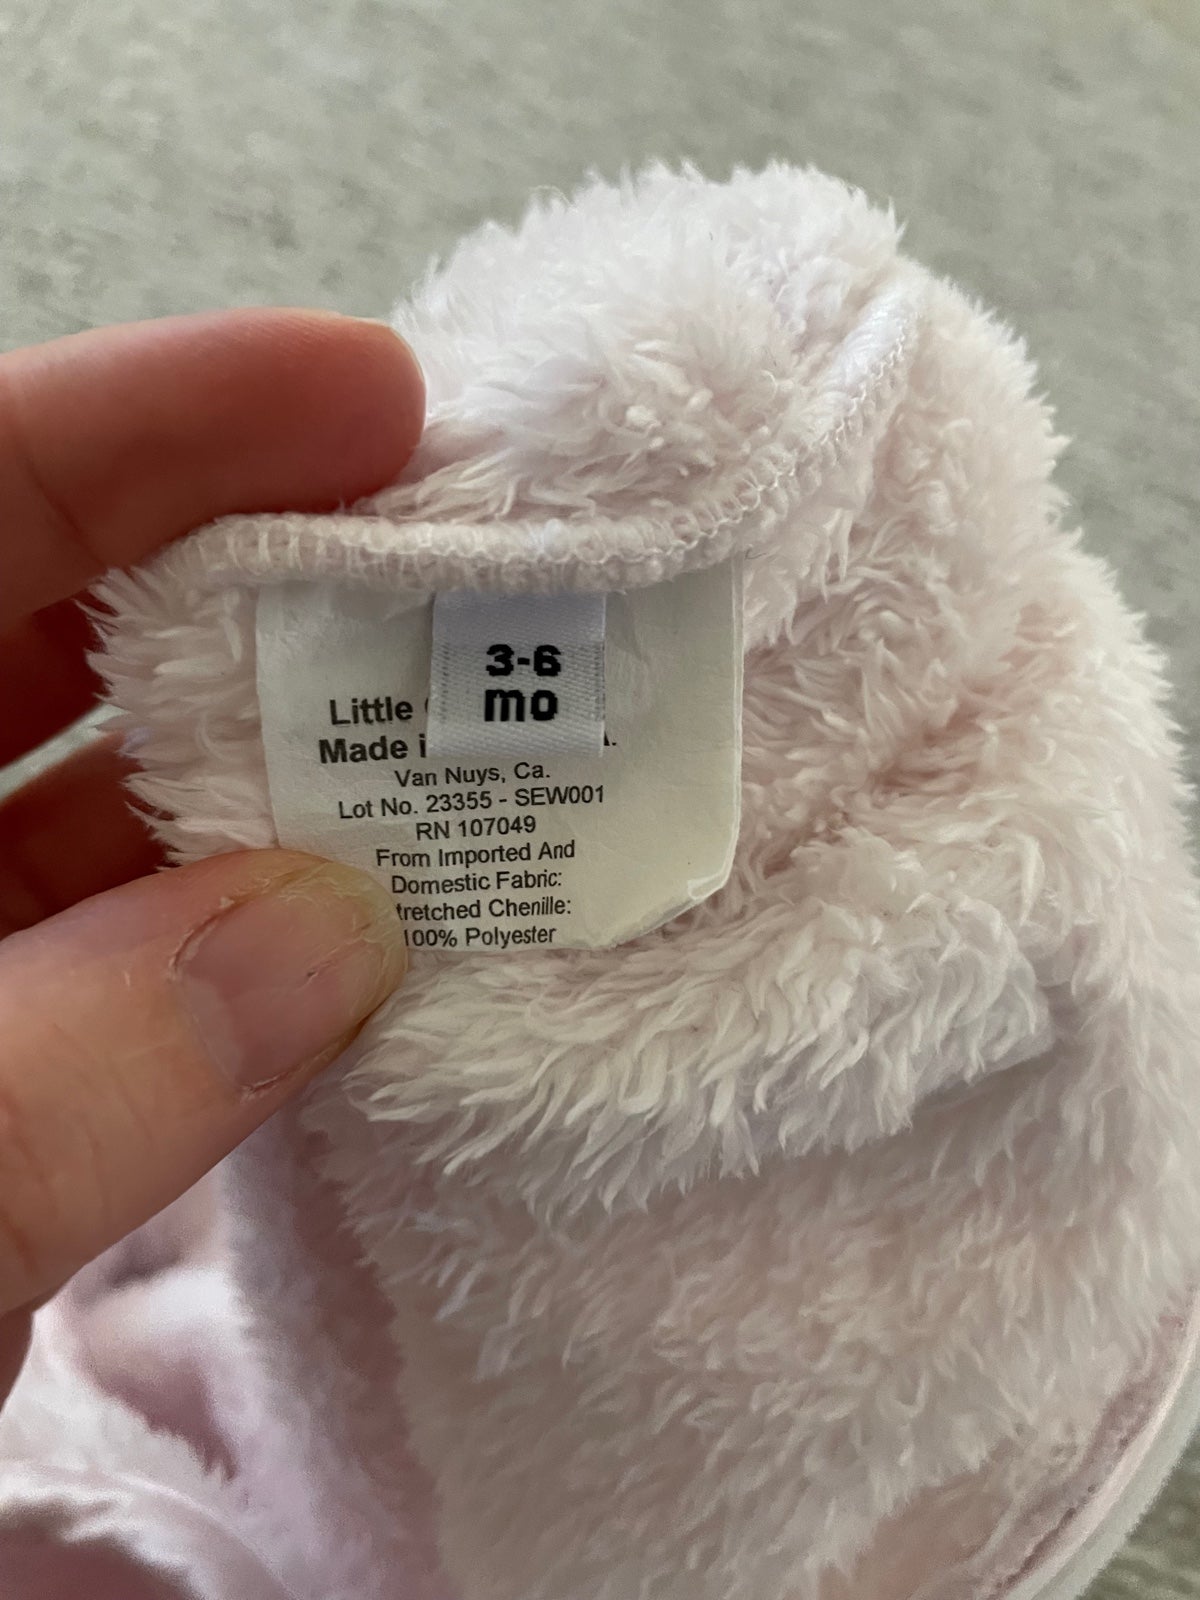 3-6
mo
Little
Made i
Van Nuys, Ca.
Lot No. 23355 - SEW001
RN 107049
From Imported And
Domestic Fabric:
tretched Chenille:
100% Polyester